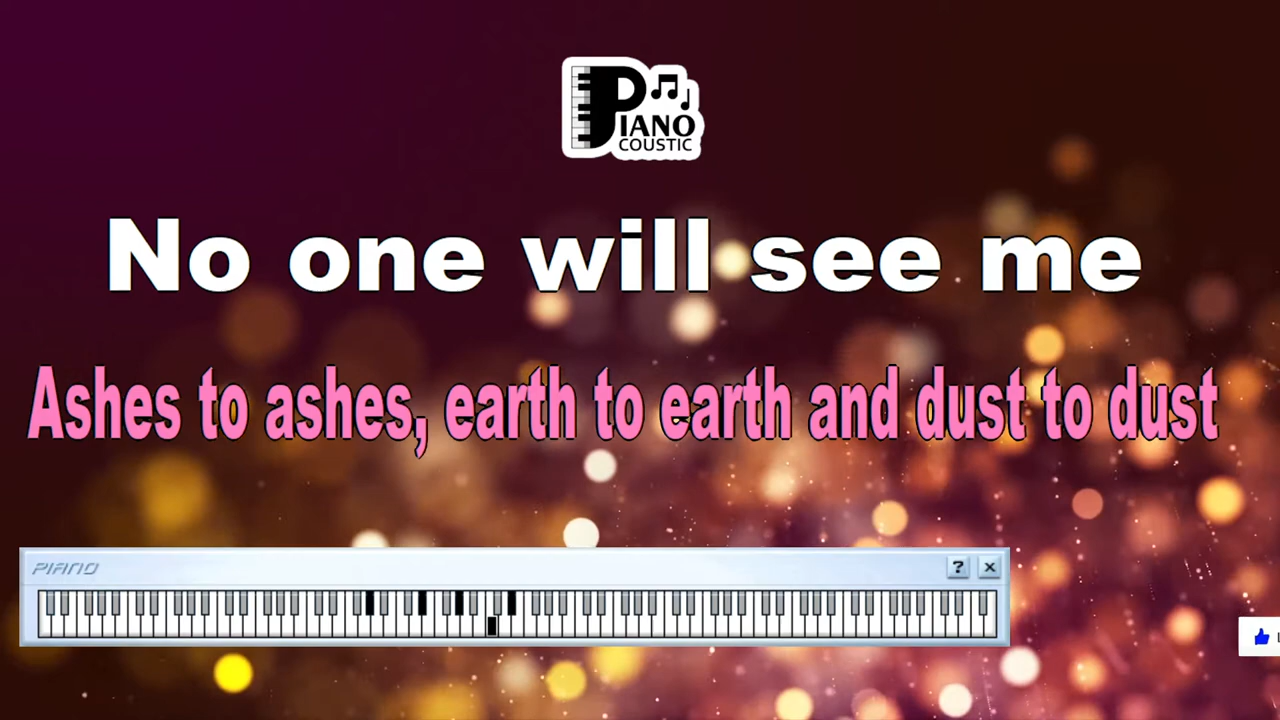 PIANO
COUSTIC
No one will see me
Ashes to ashes, earth to earth and dust to dust
PIANO
? ×